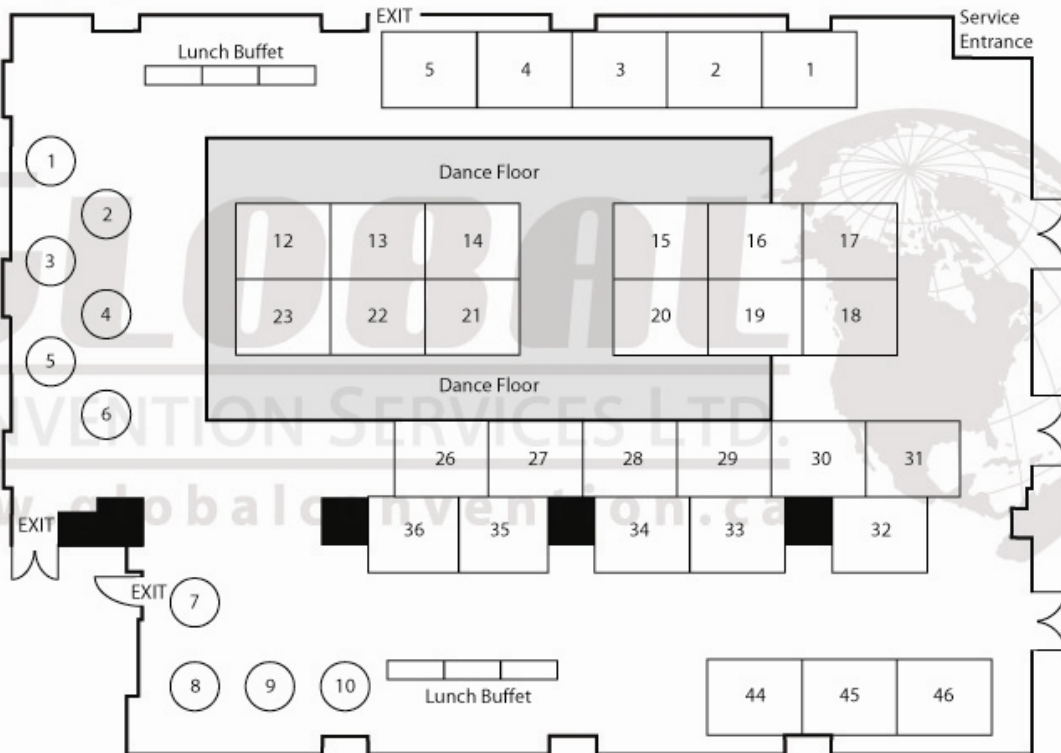 EXIT
Service
Entrance
Lunch Buffet
5 4 3 2 1
1
Dance Floor
2
12 13 14 15 16 17
3
4
23 22 21 20 19 18
5
Dance Floor
6
GLOBAL
NVENTION SERVICES LTD.
w.globalconvention.ca
26 27 28 29 30 31
EXIT
36 35 34 33 32
EXIT
7
8 9 10
Lunch Buffet
44 45 46